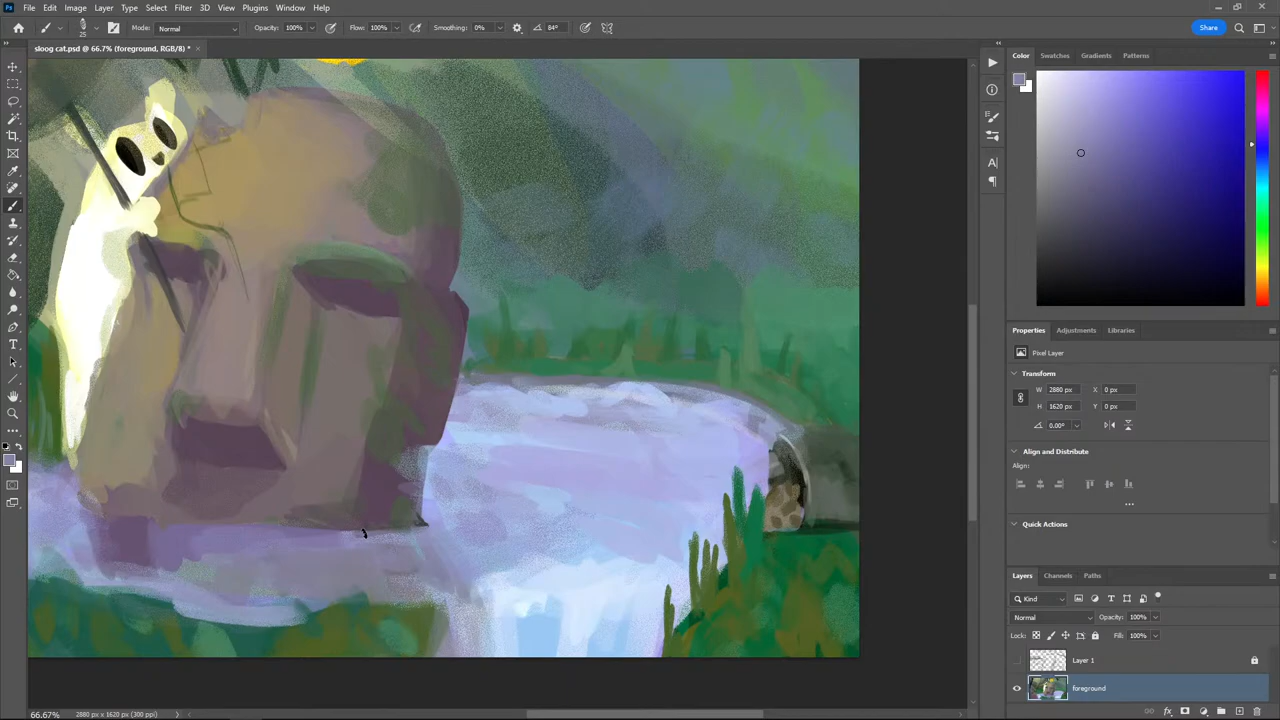 Ps File Edit Image Layer Type Select Filter 3D View Plugins Window Help
25 Mode: Normal Opacity: 100% Flow: 100% Smoothing: 0% 84° Share
sloog cat.psd @ 66.7% (foreground, RGB/8) * ×
Color Swatches Gradients Patterns
Properties Adjustments Libraries
Pixel Layer
Transform
W 2880 px X 0 px
H 1620 px Y 0 px
0.00°
Align and Distribute
Align:
Quick Actions
Layers Channels Paths
Kind
Normal Opacity: 100%
Lock: Fill: 100%
Layer 1
foreground
66.67% 2880 px x 1620 px (300 ppi)